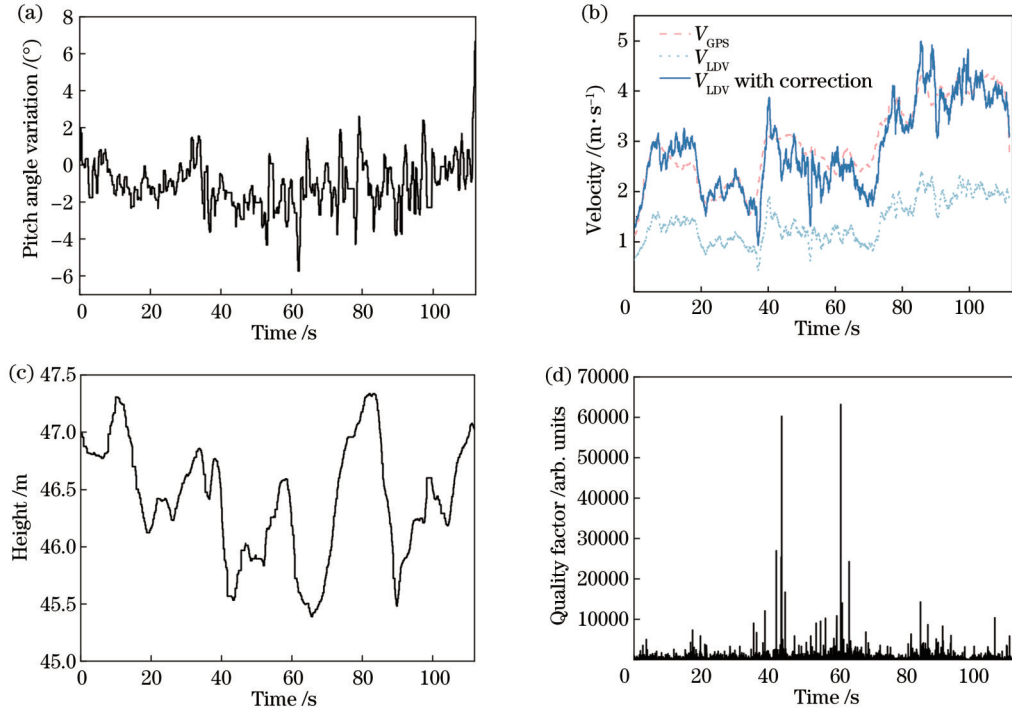 (a)
8
6
4
2
0
−2
−4
−6
Pitch angle variation /(°)
0 20 40 60 80 100
Time /s
(b)
5
4
3
2
1
Velocity /(m · s⁻¹)
V_GPS
V_LDV
V_LDV with correction
0 20 40 60 80 100
Time /s
(c)
47.5
47.0
46.5
46.0
45.5
45.0
Height /m
0 20 40 60 80 100
Time /s
(d)
70000
60000
50000
40000
30000
20000
10000
Quality factor /arb. units
0 20 40 60 80 100
Time /s